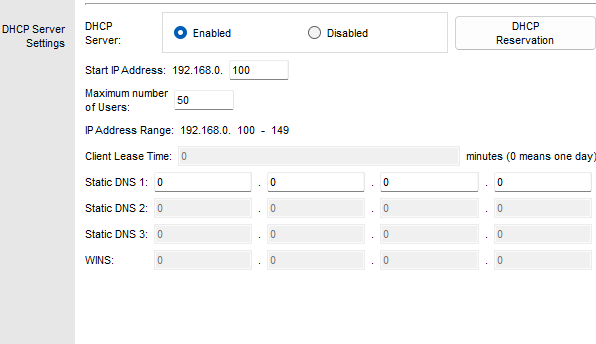 DHCP Server
Settings
DHCP
Server:
Enabled
Disabled
DHCP
Reservation
Start IP Address: 192.168.0. 100
Maximum number
of Users:
50
IP Address Range: 192.168.0. 100 - 149
Client Lease Time: 0 minutes (0 means one day)
Static DNS 1: 0 . 0 . 0 . 0
Static DNS 2: 0 . 0 . 0 . 0
Static DNS 3: 0 . 0 . 0 . 0
WINS: 0 . 0 . 0 . 0